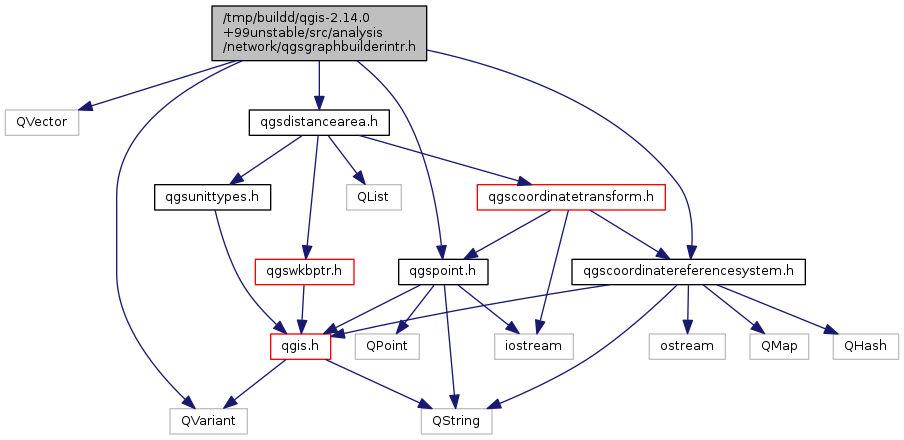 /tmp/buildd/qgis-2.14.0
+99unstable/src/analysis
/network/qgsgraphbuilderintr.h
QVector
qgsdistancearea.h
qgsunittypes.h
QList
qgscoordinatetransform.h
qgswkbptr.h
qgspoint.h
qgscoordinatereferencesystem.h
qgis.h
QPoint
iostream
ostream
QMap
QHash
QVariant
QString